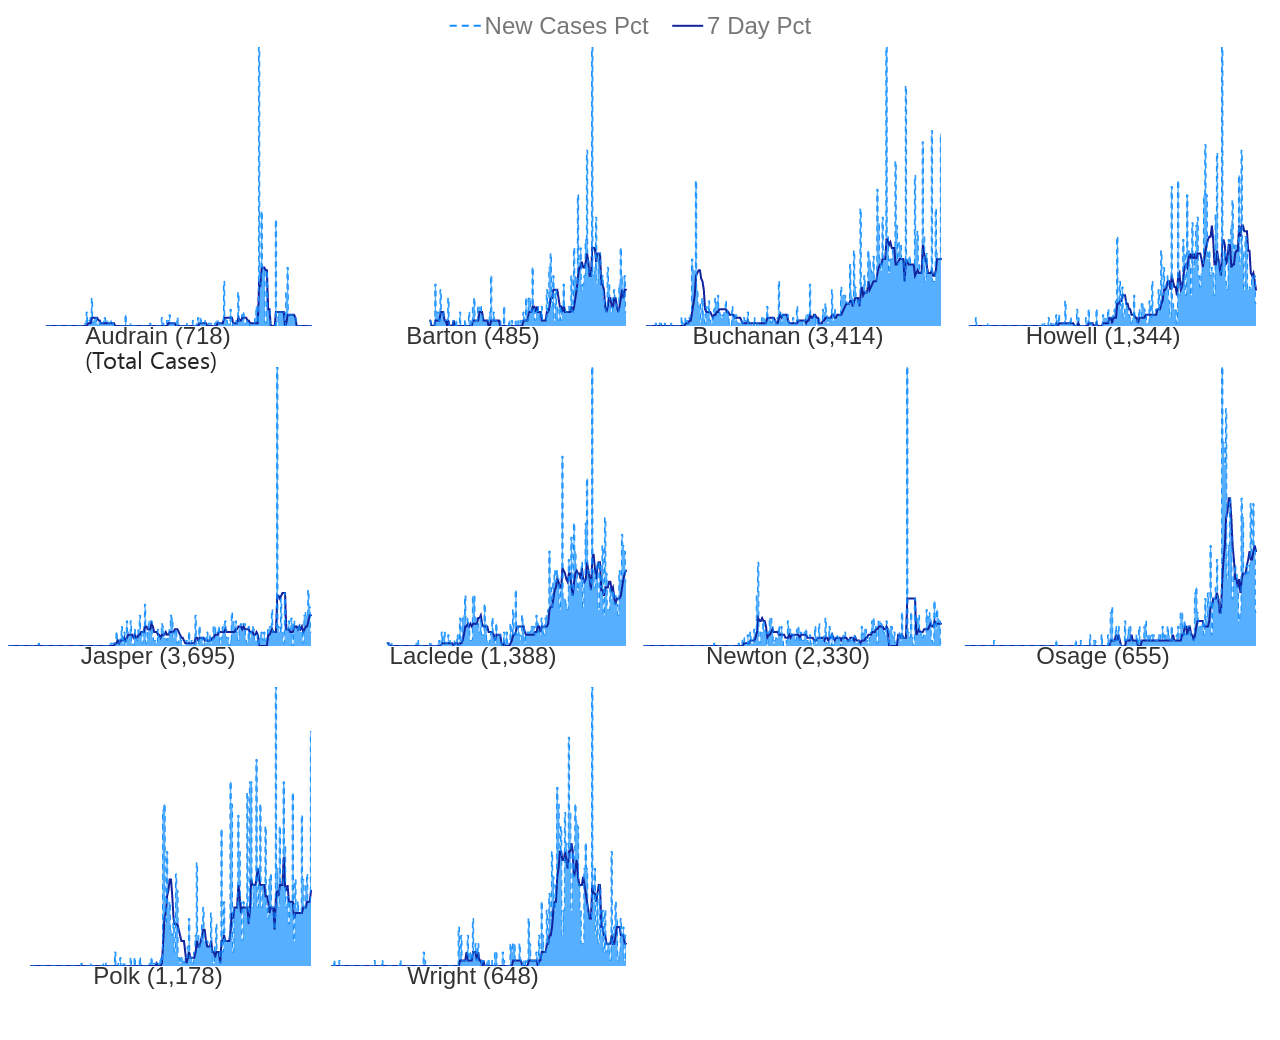 New Cases Pct 7 Day Pct
Audrain (718) Barton (485) Buchanan (3,414) Howell (1,344)
(Total Cases)
Jasper (3,695) Laclede (1,388) Newton (2,330) Osage (655)
Polk (1,178) Wright (648)